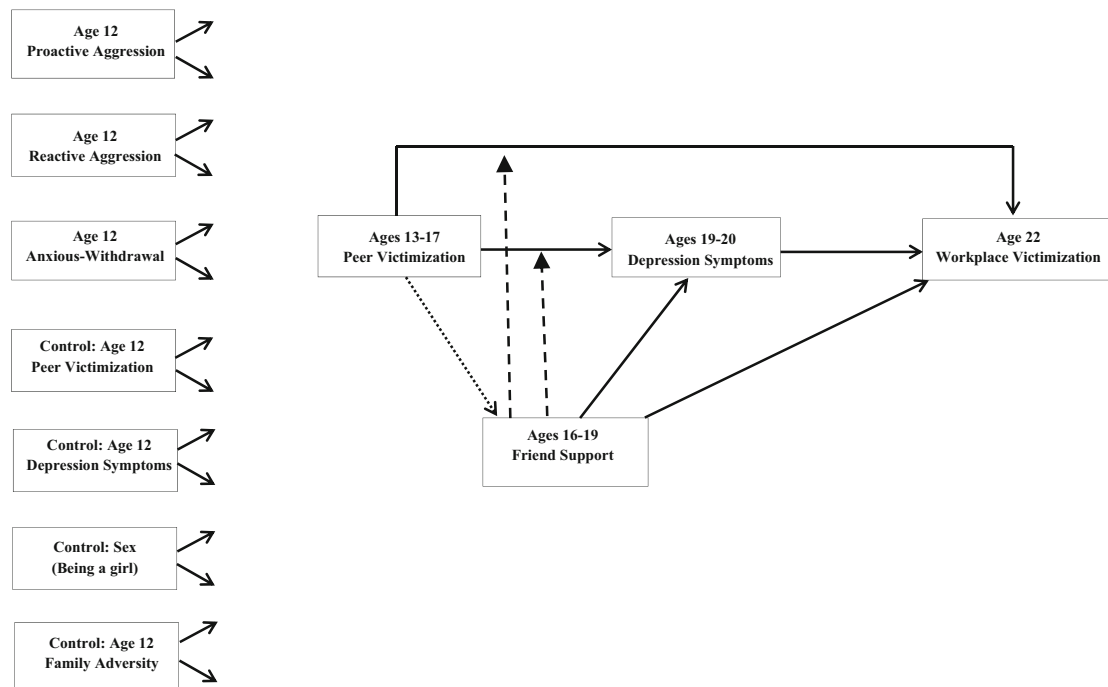 Age 12
Proactive Aggression
Age 12
Reactive Aggression
Age 12
Anxious-Withdrawal
Control: Age 12
Peer Victimization
Control: Age 12
Depression Symptoms
Control: Sex
(Being a girl)
Control: Age 12
Family Adversity
Ages 13-17
Peer Victimization
Ages 19-20
Depression Symptoms
Age 22
Workplace Victimization
Ages 16-19
Friend Support